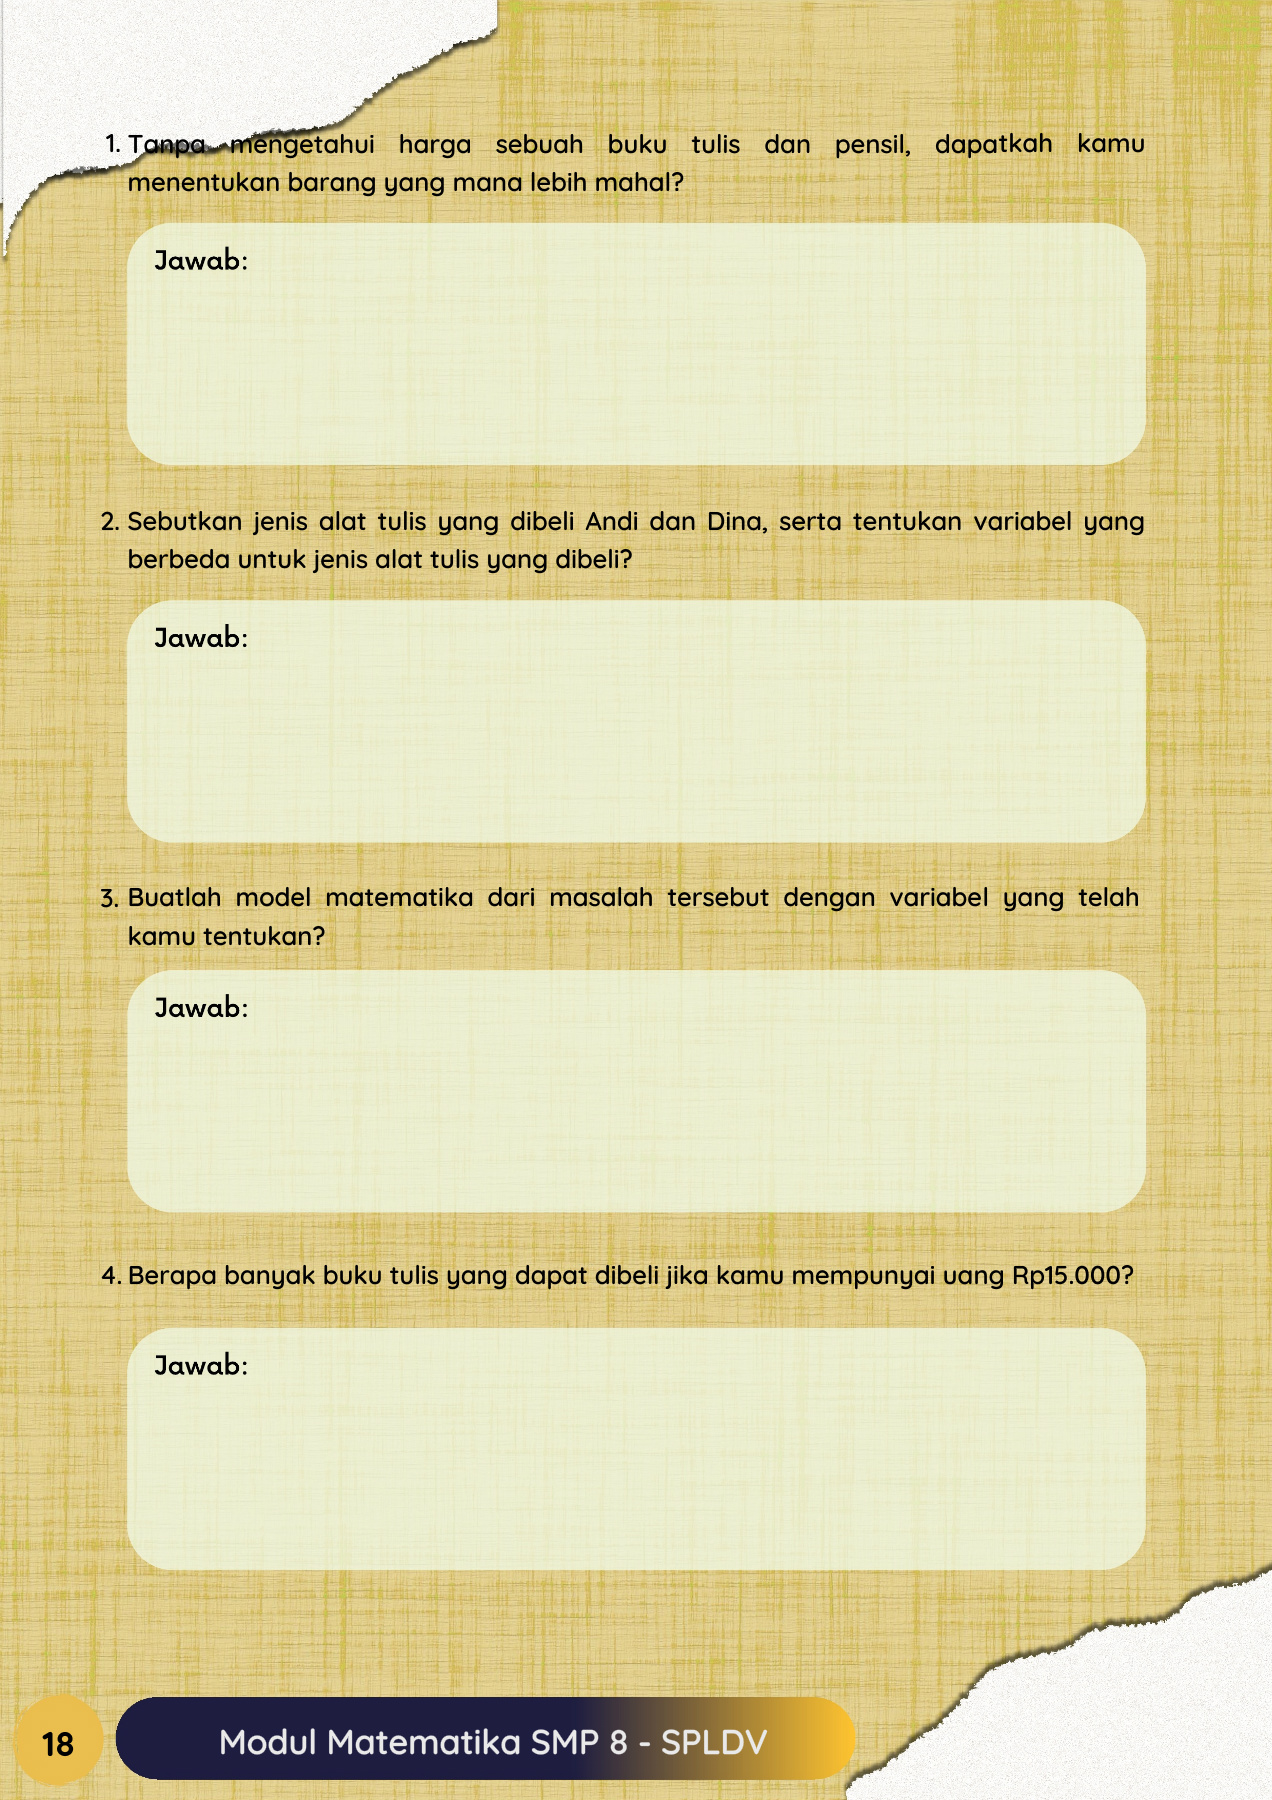 1. Tanpa mengetahui harga sebuah buku tulis dan pensil, dapatkah kamu
menentukan barang yang mana lebih mahal?
Jawab:
2. Sebutkan jenis alat tulis yang dibeli Andi dan Dina, serta tentukan variabel yang
berbeda untuk jenis alat tulis yang dibeli?
Jawab:
3. Buatlah model matematika dari masalah tersebut dengan variabel yang telah
kamu tentukan?
Jawab:
4. Berapa banyak buku tulis yang dapat dibeli jika kamu mempunyai uang Rp15.000?
Jawab:
18
Modul Matematika SMP 8 - SPLDV